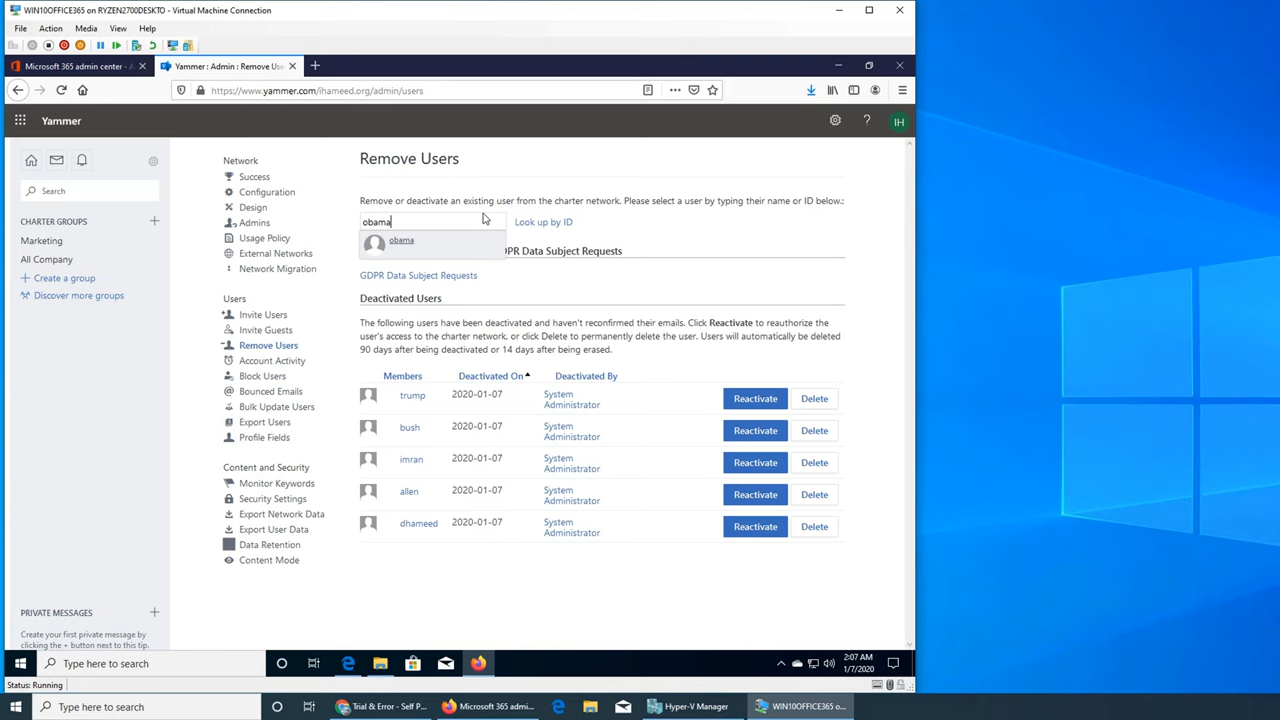 WIN10OFFICE365 on RYZEN2700DESKTO - Virtual Machine Connection
File Action Media View Help
Microsoft 365 admin center - A
Yammer : Admin : Remove Use
https://www.yammer.com/ihameed.org/admin/users
Yammer
IH
Search
CHARTER GROUPS
Marketing
All Company
Create a group
Discover more groups
PRIVATE MESSAGES
Create your first private message by
clicking the + button next to this tip.
Network
Success
Configuration
Design
Admins
Usage Policy
External Networks
Network Migration
Users
Invite Users
Invite Guests
Remove Users
Account Activity
Block Users
Bounced Emails
Bulk Update Users
Export Users
Profile Fields
Content and Security
Monitor Keywords
Security Settings
Export Network Data
Export User Data
Data Retention
Content Mode
Remove Users
Remove or deactivate an existing user from the charter network. Please select a user by typing their name or ID below.:
obama Look up by ID
obama
DPR Data Subject Requests
GDPR Data Subject Requests
Deactivated Users
The following users have been deactivated and haven't reconfirmed their emails. Click Reactivate to reauthorize the
user's access to the charter network, or click Delete to permanently delete the user. Users will automatically be deleted
90 days after being deactivated or 14 days after being erased.
Members Deactivated On Deactivated By
trump 2020-01-07 System Administrator Reactivate Delete
bush 2020-01-07 System Administrator Reactivate Delete
imran 2020-01-07 System Administrator Reactivate Delete
allen 2020-01-07 System Administrator Reactivate Delete
dhameed 2020-01-07 System Administrator Reactivate Delete
Type here to search
2:07 AM
1/7/2020
Status: Running
Type here to search
Trial & Error - Self P...
Microsoft 365 admi...
Hyper-V Manager
WIN10OFFICE365 o...